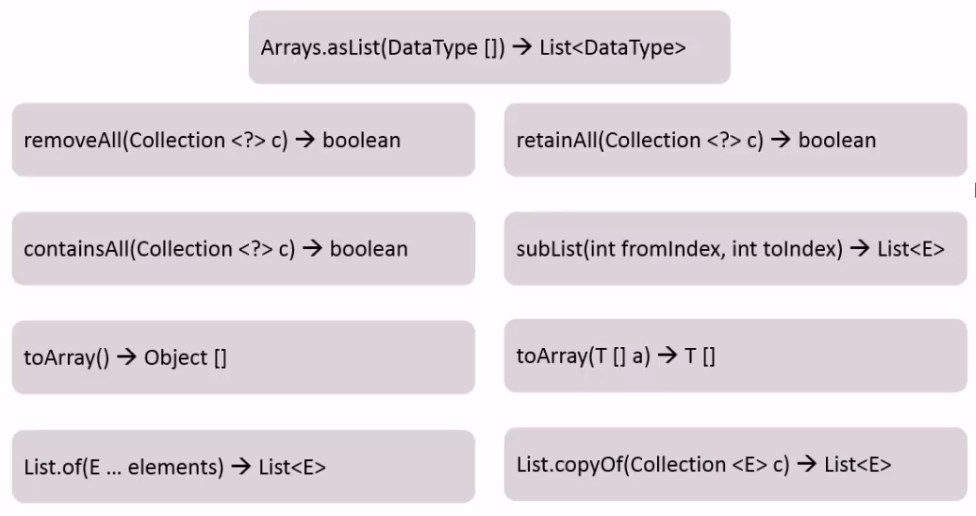 Arrays.asList(DataType []) → List<DataType>
removeAll(Collection <?> c) → boolean
retainAll(Collection <?> c) → boolean
containsAll(Collection <?> c) → boolean
subList(int fromIndex, int toIndex) → List<E>
toArray() → Object []
toArray(T [] a) → T []
List.of(E ... elements) → List<E>
List.copyOf(Collection <E> c) → List<E>